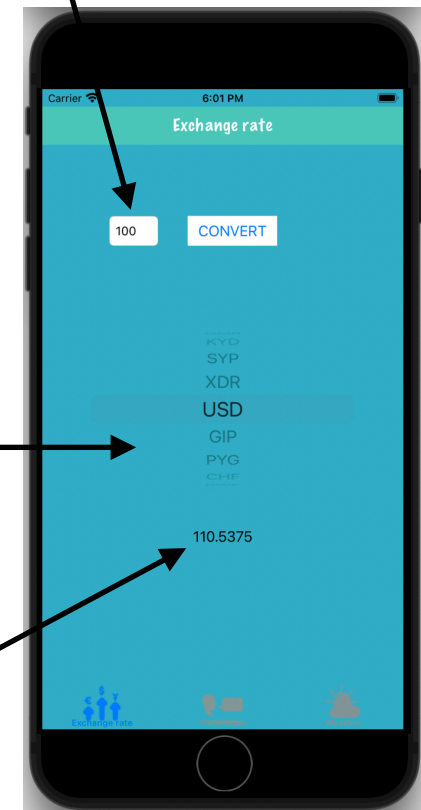 Carrier 6:01 PM
Exchange rate
100 CONVERT
KYD
SYP
XDR
USD
GIP
PYG
CHF
110.5375
Exchange rate